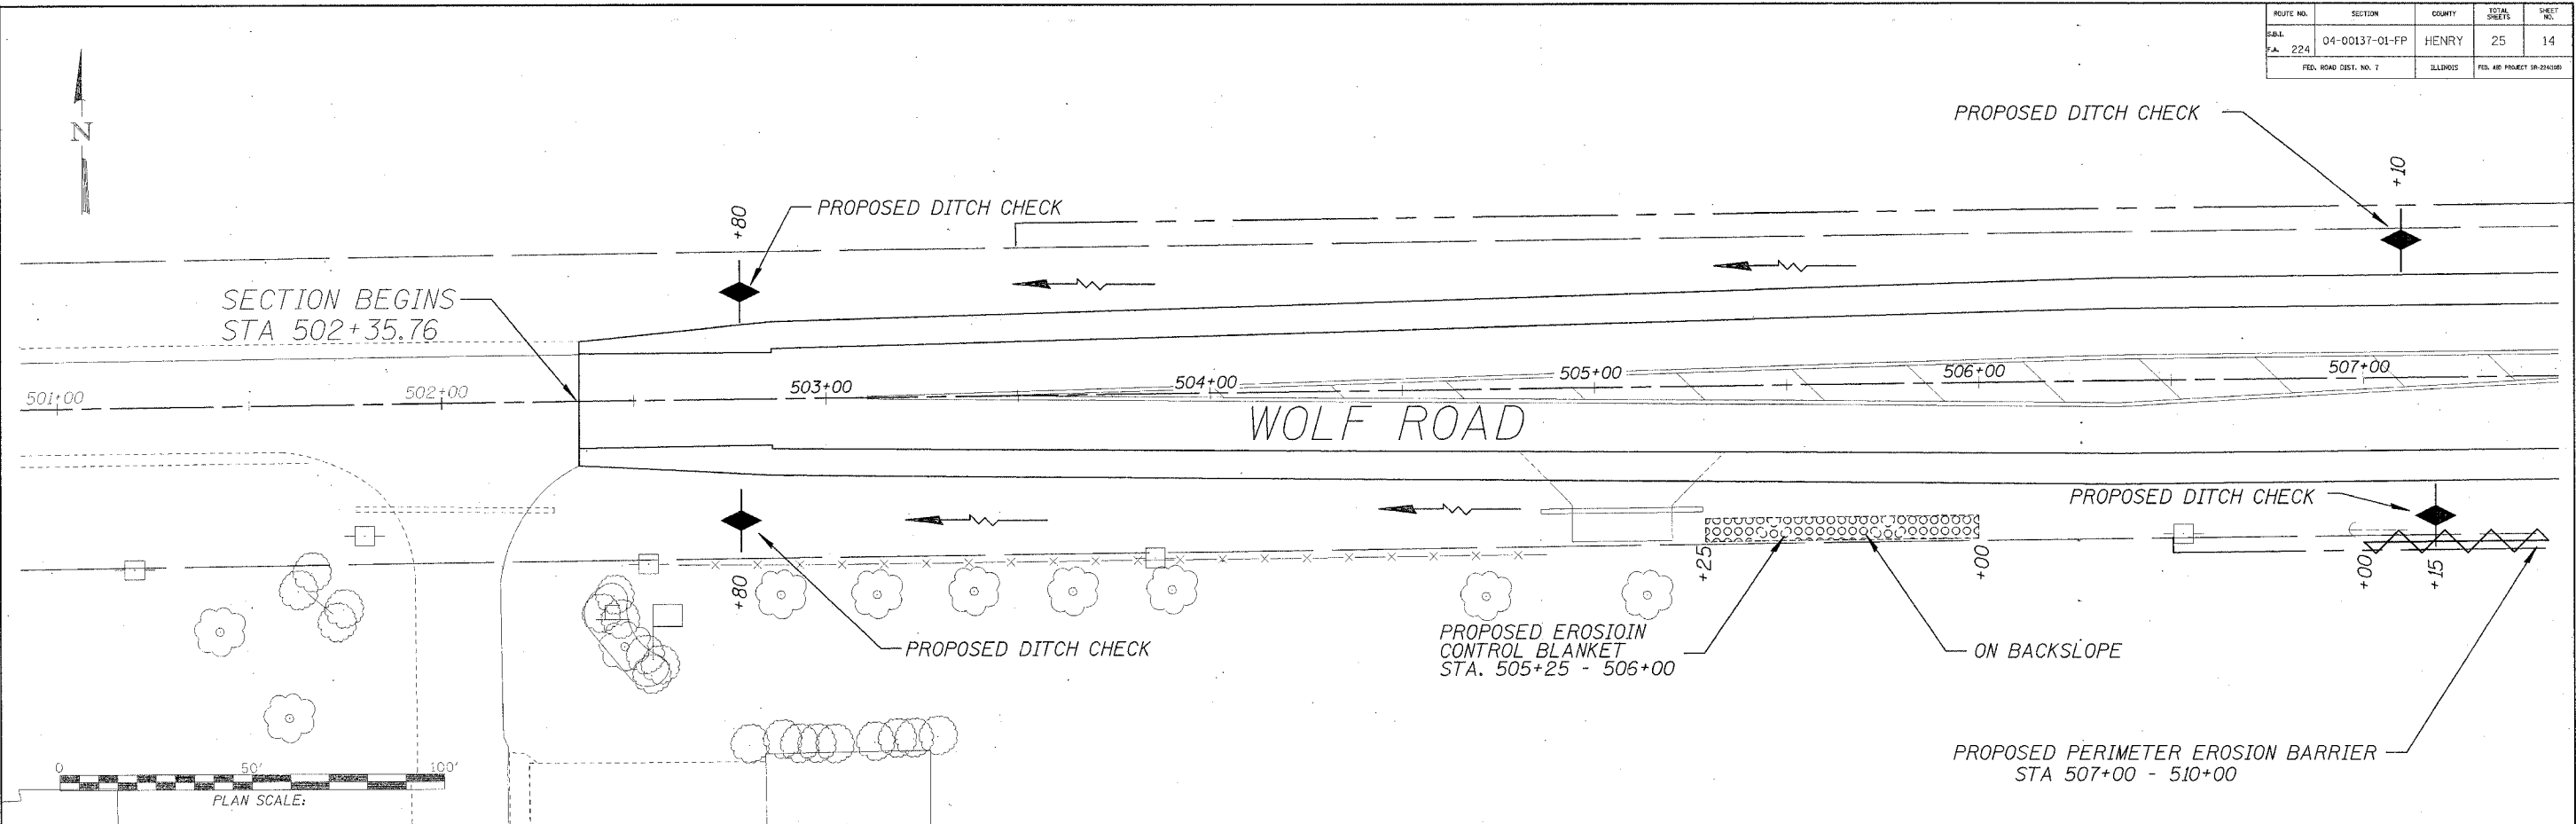 ROUTE NO. SECTION COUNTY TOTAL SHEETS SHEET NO.
S.B.I.
F.A. 224 04-00137-01-FP HENRY 25 14
FED. ROAD DIST. NO. 7 ILLINOIS
N
PROPOSED DITCH CHECK
+10
+80
PROPOSED DITCH CHECK
SECTION BEGINS
STA 502+35.76
501+00
502+00
503+00
504+00
505+00
506+00
507+00
WOLF ROAD
PROPOSED DITCH CHECK
+80
+25
+00
+00
+15
PROPOSED DITCH CHECK
PROPOSED EROSIOIN
CONTROL BLANKET
STA. 505+25 - 506+00
ON BACKSLOPE
PROPOSED PERIMETER EROSION BARRIER
STA 507+00 - 510+00
0 50' 100'
PLAN SCALE: